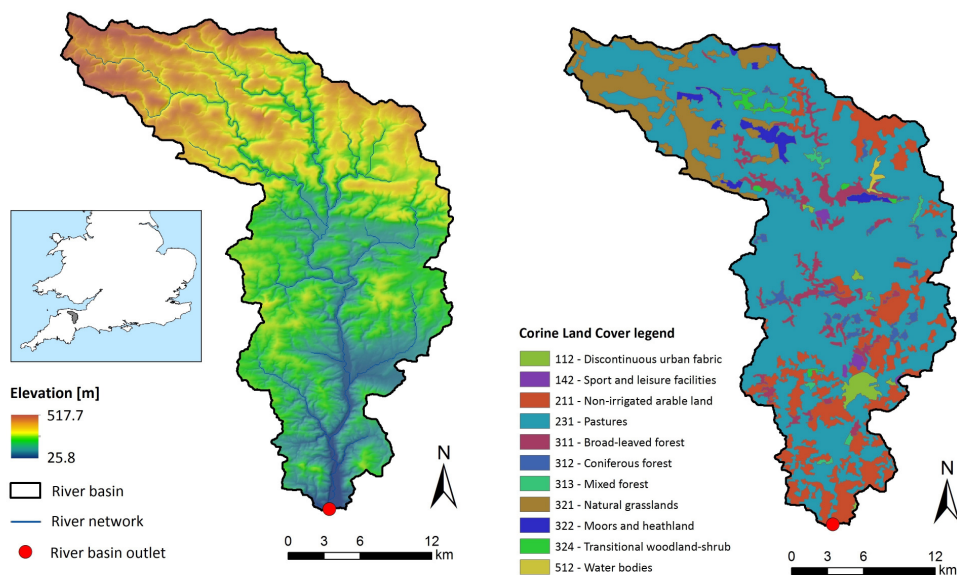 Elevation [m]
517.7
25.8
River basin
River network
River basin outlet
N
0 3 6 12
km
Corine Land Cover legend
112 - Discontinuous urban fabric
142 - Sport and leisure facilities
211 - Non-irrigated arable land
231 - Pastures
311 - Broad-leaved forest
312 - Coniferous forest
313 - Mixed forest
321 - Natural grasslands
322 - Moors and heathland
324 - Transitional woodland-shrub
512 - Water bodies
N
0 3 6 12
km